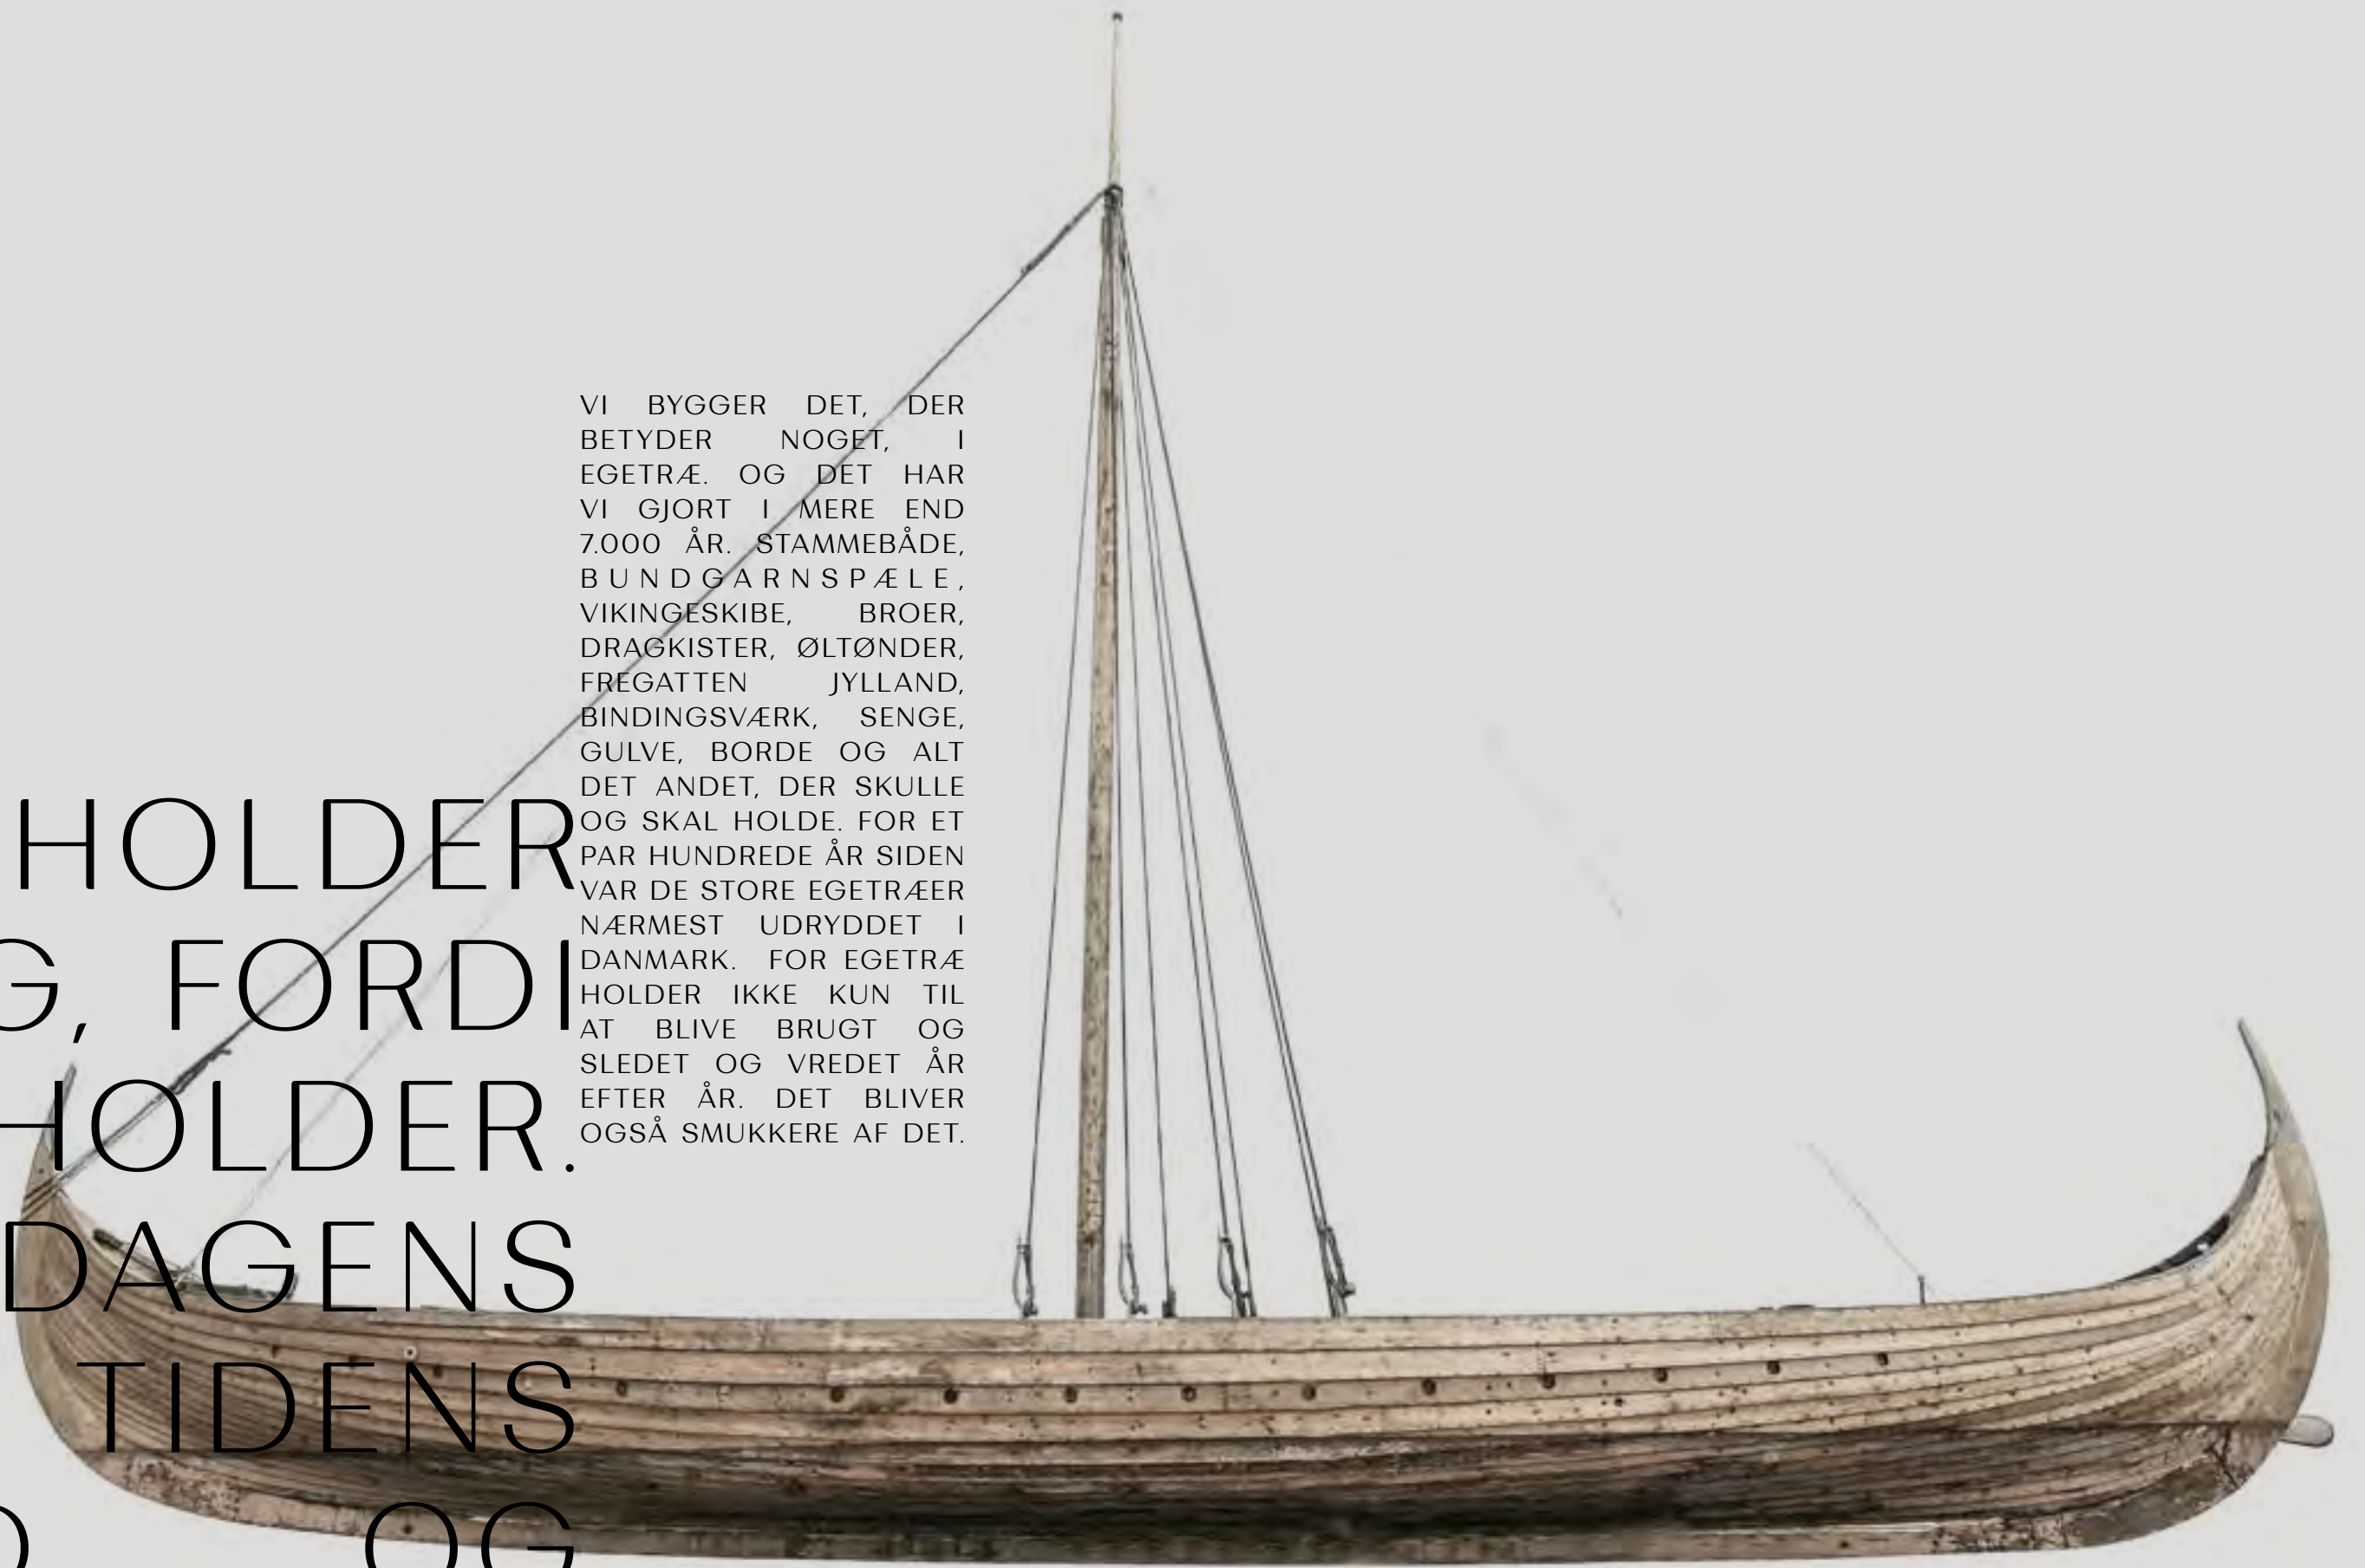 VI BYGGER DET, DER
BETYDER NOGET, I
EGETRÆ. OG DET HAR
VI GJORT I MERE END
7.000 ÅR. STAMMEBÅDE,
BUNDGARNSPÆLE,
VIKINGESKIBE, BROER,
DRAGKISTER, ØLTØNDER,
FREGATTEN JYLLAND,
BINDINGSVÆRK, SENGE,
GULVE, BORDE OG ALT
DET ANDET, DER SKULLE
OG SKAL HOLDE. FOR ET
PAR HUNDREDE ÅR SIDEN
VAR DE STORE EGETRÆER
NÆRMEST UDRYDDET I
DANMARK. FOR EGETRÆ
HOLDER IKKE KUN TIL
AT BLIVE BRUGT OG
SLEDET OG VREDET ÅR
EFTER ÅR. DET BLIVER
OGSÅ SMUKKERE AF DET.
HOLDER
G, FORDI
HOLDER.
DAGENS
TIDENS
OG